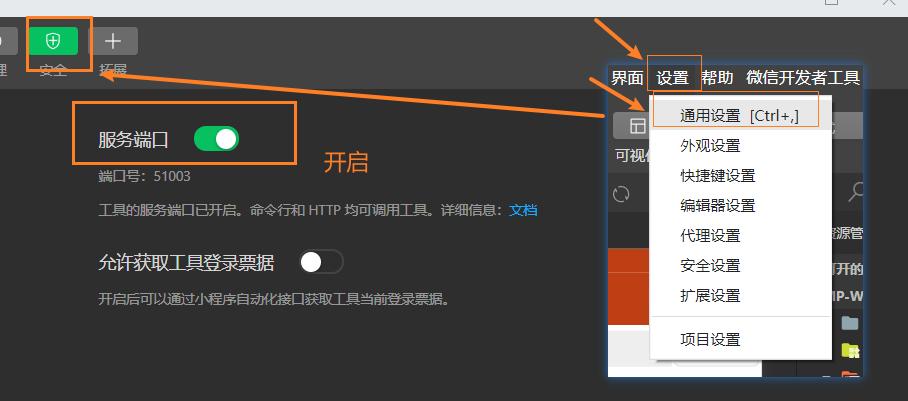 理
安全
拓展
服务端口
开启
端口号：51003
工具的服务端口已开启。命令行和 HTTP 均可调用工具。详细信息：文档
允许获取工具登录票据
开启后可以通过小程序自动化接口获取工具当前登录票据。
界面 设置 帮助 微信开发者工具
通用设置 [Ctrl+,]
外观设置
快捷键设置
编辑器设置
代理设置
安全设置
扩展设置
项目设置
可视
资源管
打开的
MP-W